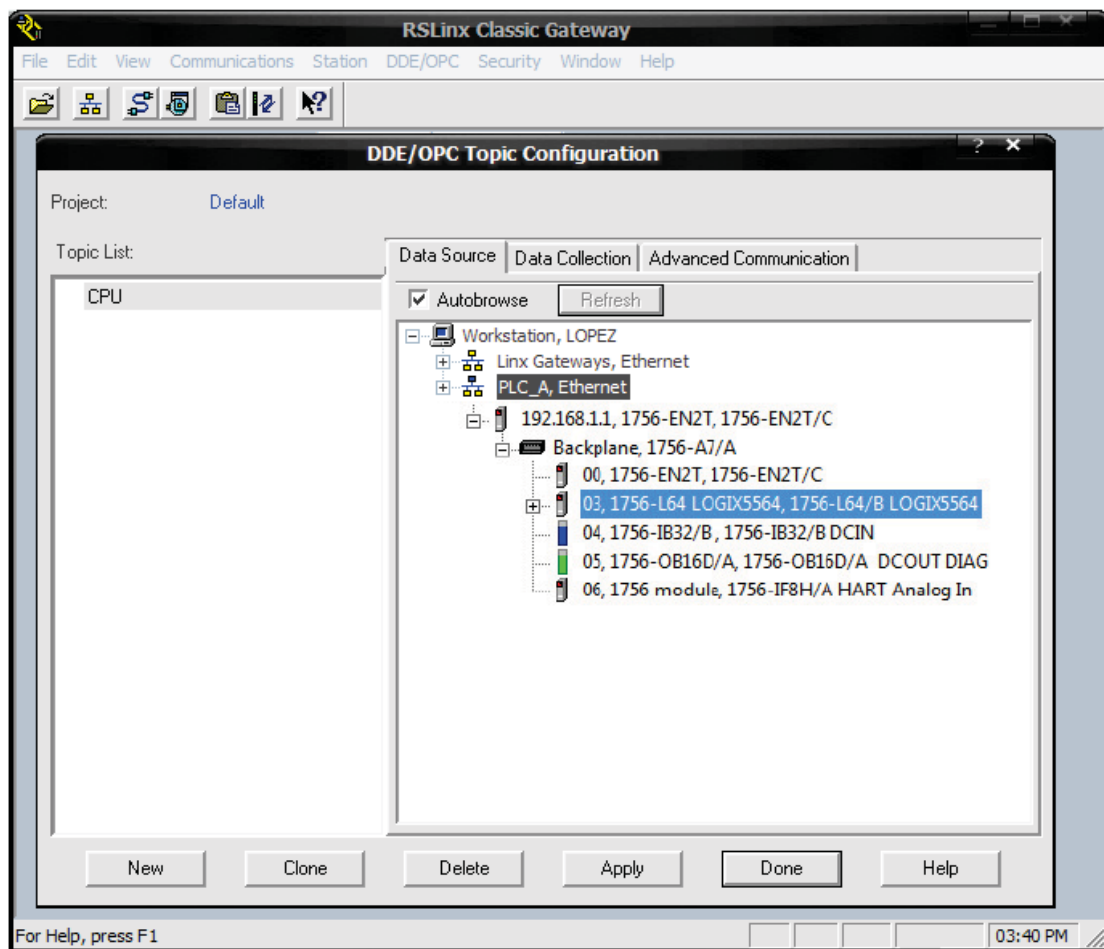 RSLinx Classic Gateway
File Edit View Communications Station DDE/OPC Security Window Help
DDE/OPC Topic Configuration
Project: Default
Topic List:
CPU
Data Source Data Collection Advanced Communication
Autobrowse Refresh
Workstation, LOPEZ
Linx Gateways, Ethernet
PLC_A, Ethernet
192.168.1.1, 1756-EN2T, 1756-EN2T/C
Backplane, 1756-A7/A
00, 1756-EN2T, 1756-EN2T/C
03, 1756-L64 LOGIX5564, 1756-L64/B LOGIX5564
04, 1756-IB32/B, 1756-IB32/B DCIN
05, 1756-OB16D/A, 1756-OB16D/A DCOUT DIAG
06, 1756 module, 1756-IF8H/A HART Analog In
New Clone Delete Apply Done Help
For Help, press F1 03:40 PM